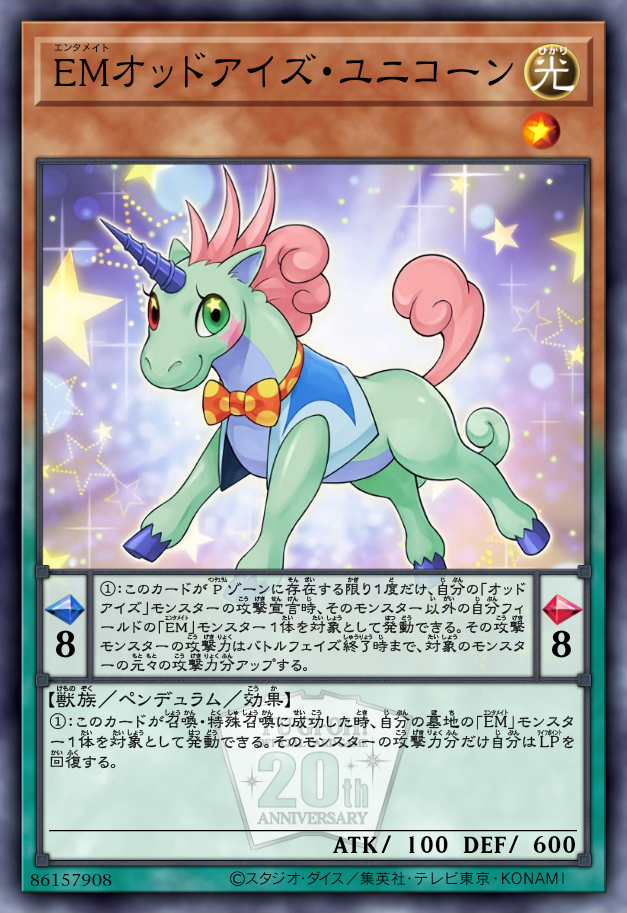 エンタメイト
EMオッドアイズ・ユニコーン
ひかり
光
①:このカードがPゾーンに存在する限り1度だけ、自分の「オッド
アイズ」モンスターの攻撃宣言時、そのモンスター以外の自分フィ
ールドの「EM」モンスター1体を対象として発動できる。その攻撃
モンスターの攻撃力はバトルフェイズ終了時まで、対象のモンスタ
ーの元々の攻撃力分アップする。
8
8
【獣族/ペンデュラム/効果】
①:このカードが召喚・特殊召喚に成功した時、自分の墓地の「EM」モンスタ
ー1体を対象として発動できる。そのモンスターの攻撃力分だけ自分はLPを
回復する。
Yu-Gi-Oh!
20th
ANNIVERSARY
ATK/ 100 DEF/ 600
86157908
©スタジオ・ダイス/集英社・テレビ東京・KONAMI